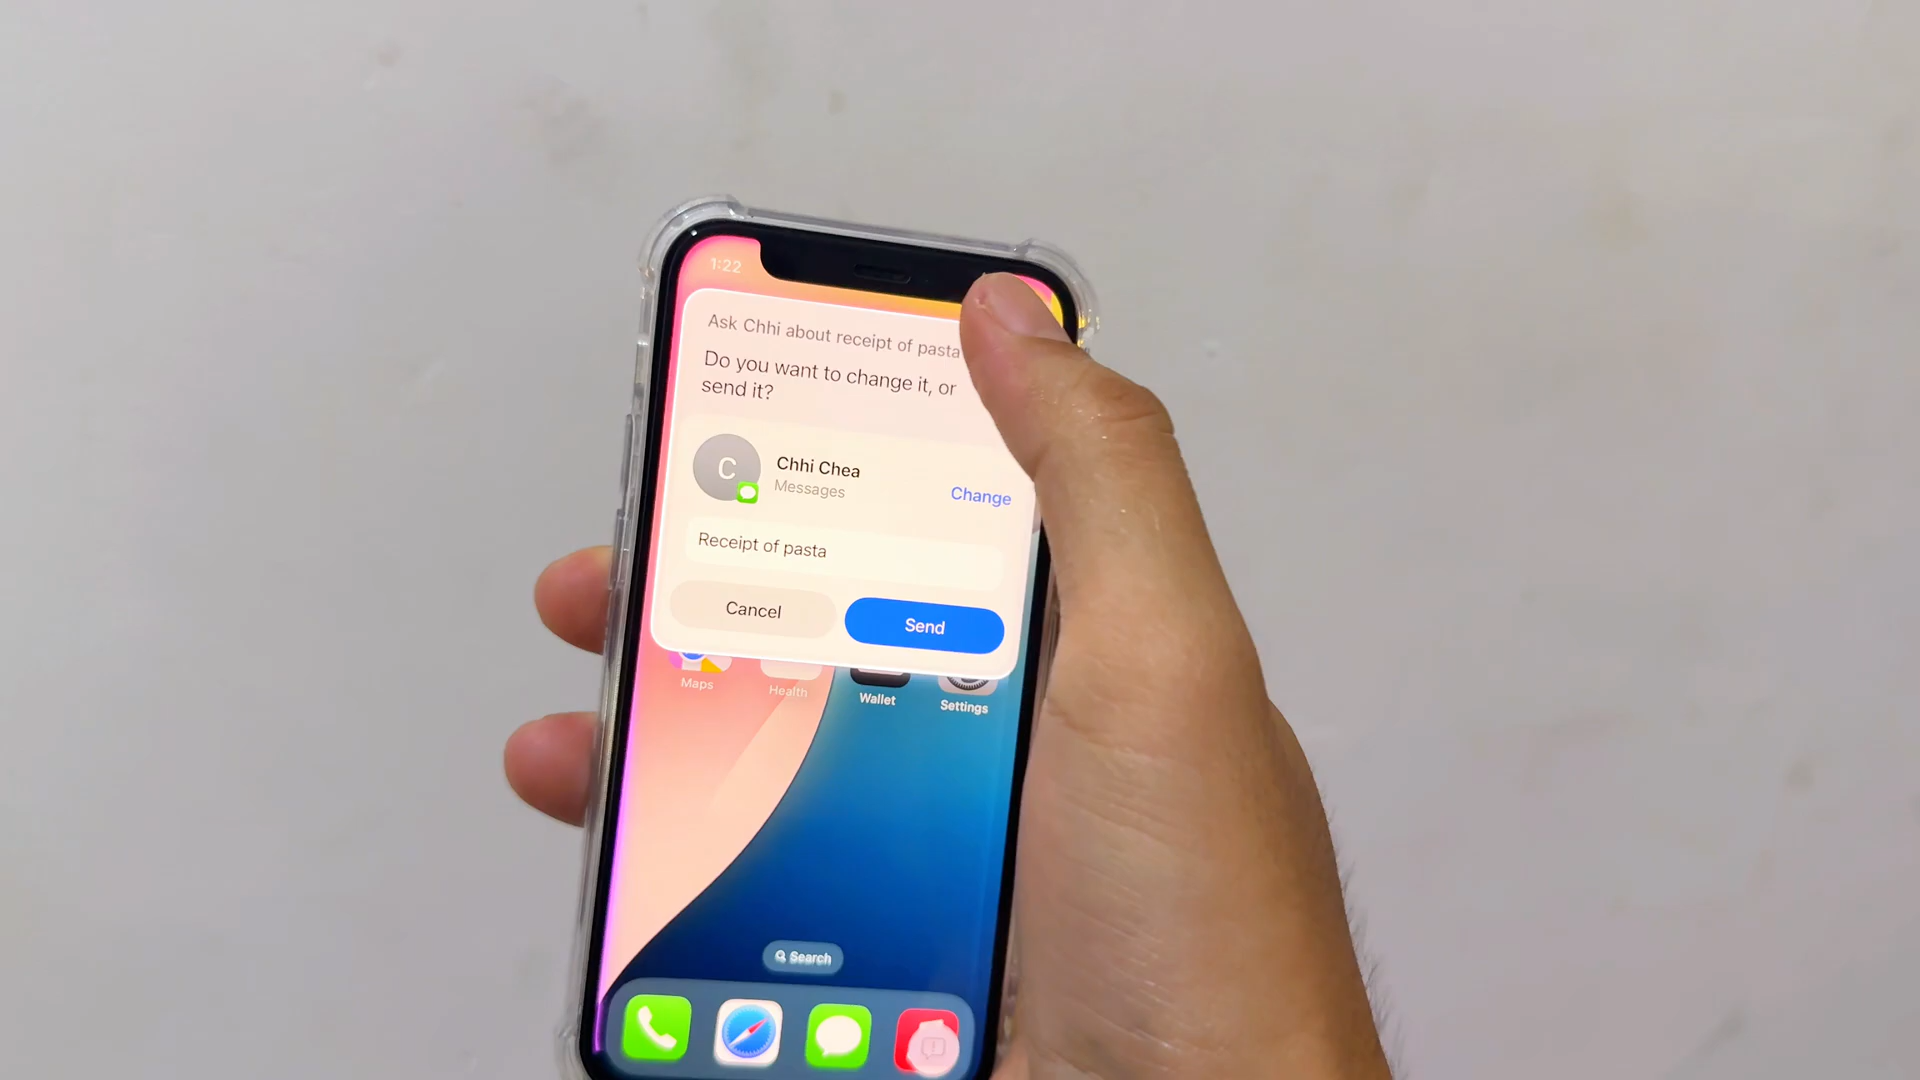 1:22
Ask Chhi about receipt of pasta
Do you want to change it, or
send it?
C
Chhi Chea
Messages
Change
Receipt of pasta
Cancel
Send
Maps
Health
Wallet
Settings
Search